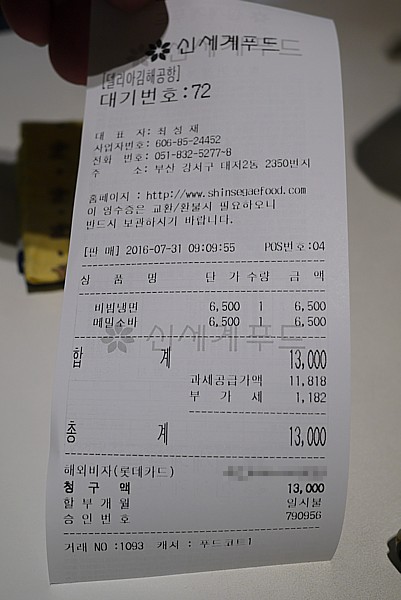 신세계푸드
[델리아김해공항]
대기번호:72
대 표 자: 최성재
사업자번호: 606-85-24452
전화 번호: 051-832-5277-8
주 소: 부산 강서구 대저2동 2350번시
홈페이지 : http://www.shinsegaefood.com
이 영수증은 교환/환불시 필요하오니
반드시 보관하시기 바랍니다.
[판 매] 2016-07-31 09:09:55 POS번호:04
상 품 명 단 가 수량 금 액
비빔냉면 6,500 1 6,500
메밀소바 6,500 1 6,500
신세계푸드
합 계 13,000
과세공급가액 11,818
부 가 세 1,182
총 계 13,000
해외비자(롯데카드)
청 구 액 13,000
할부개월 일시불
승인번호 790956
거래 NO :1093 캐시 : 푸드코트1